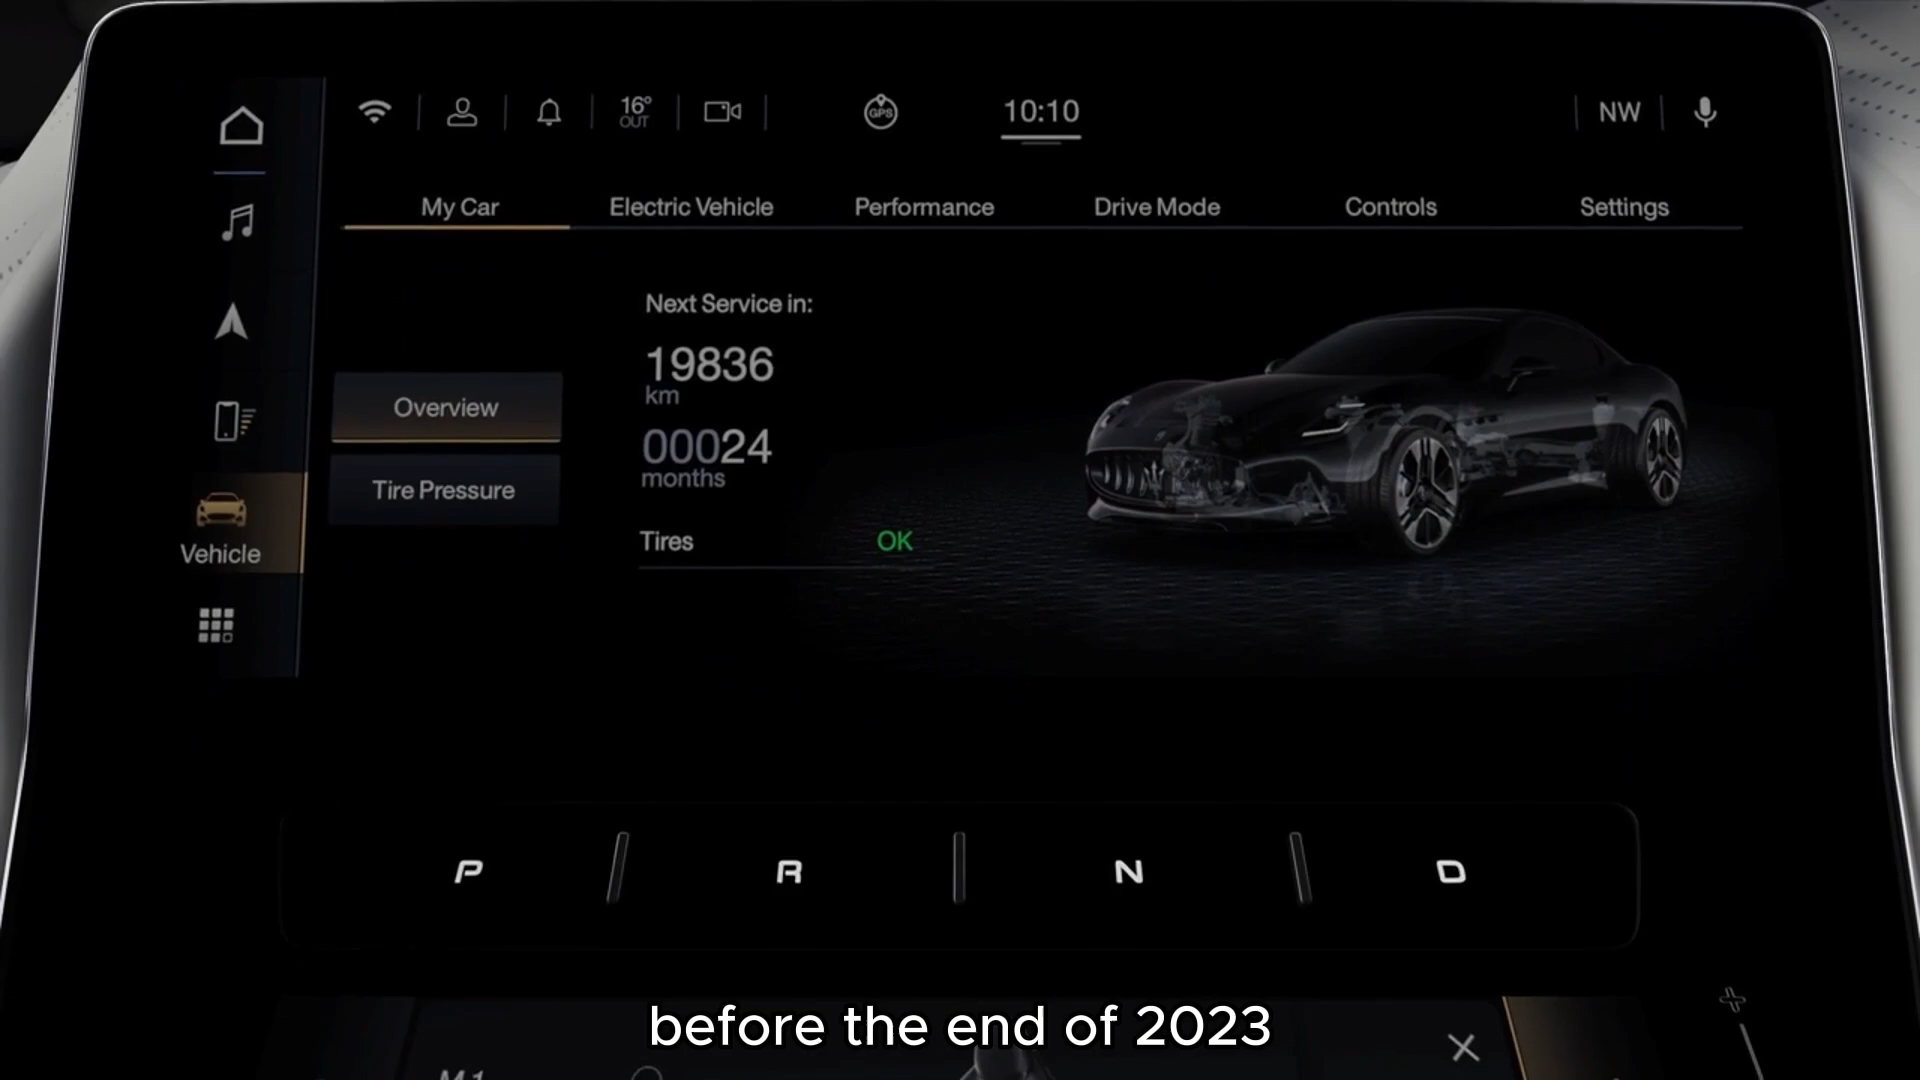 16° OUT
GPS
10:10
NW
My Car Electric Vehicle Performance Drive Mode Controls Settings
Next Service in:
19836
km
00024
months
Tires OK
Overview
Tire Pressure
Vehicle
P R N D
before the end of 2023